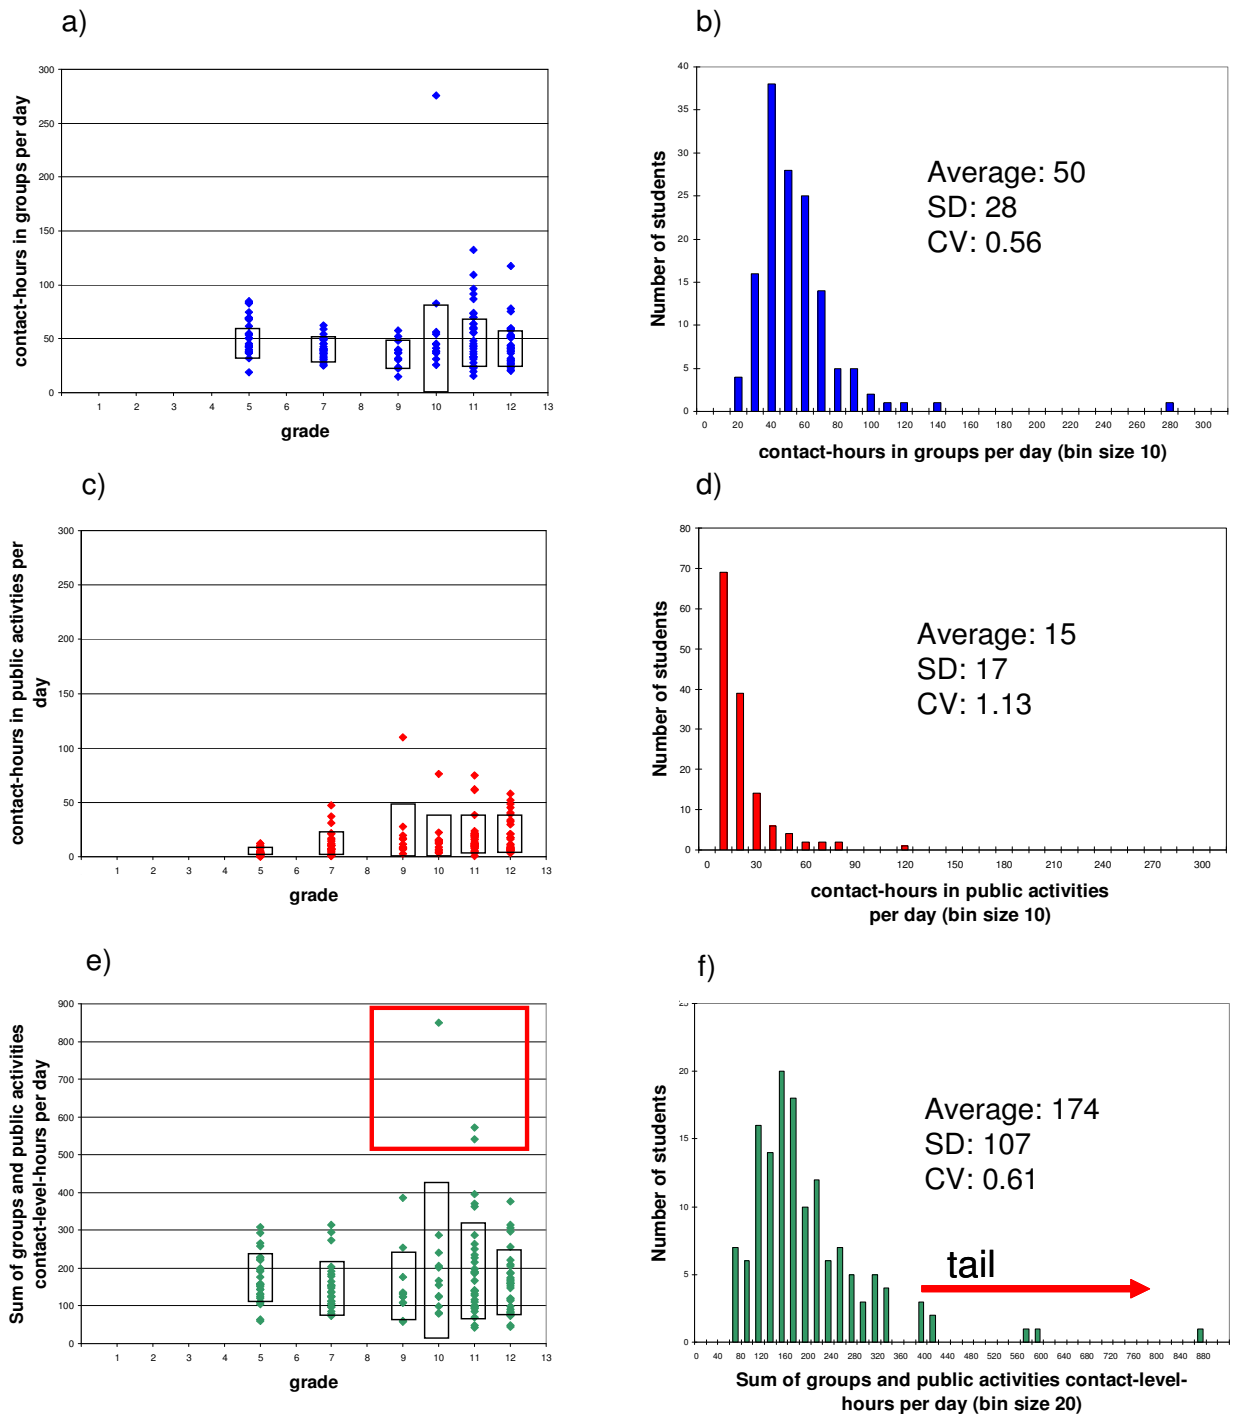 a)
contact-hours in groups per day
300
250
200
150
100
50
0
1 2 3 4 5 6 7 8 9 10 11 12 13
grade
b)
Number of students
40
35
30
25
20
15
10
5
0
Average: 50
SD: 28
CV: 0.56
0 20 40 60 80 100 120 140 160 180 200 220 240 260 280 300
contact-hours in groups per day (bin size 10)
c)
contact-hours in public activties per
day
300
250
200
150
100
50
0
1 2 3 4 5 6 7 8 9 10 11 12 13
grade
d)
Number of students
80
70
60
50
40
30
20
10
0
Average: 15
SD: 17
CV: 1.13
0 30 60 90 120 150 180 210 240 270 300
contact-hours in public activities
per day (bin size 10)
e)
Sum of groups and public activities
contact-level-hours per day
900
800
700
600
500
400
300
200
100
0
1 2 3 4 5 6 7 8 9 10 11 12 13
grade
f)
Number of students
25
20
15
10
5
0
Average: 174
SD: 107
CV: 0.61
tail
0 40 80 120 160 200 240 280 320 360 400 440 480 520 560 600 640 680 720 760 800 840 880
Sum of groups and public activities contact-level-
hours per day (bin size 20)